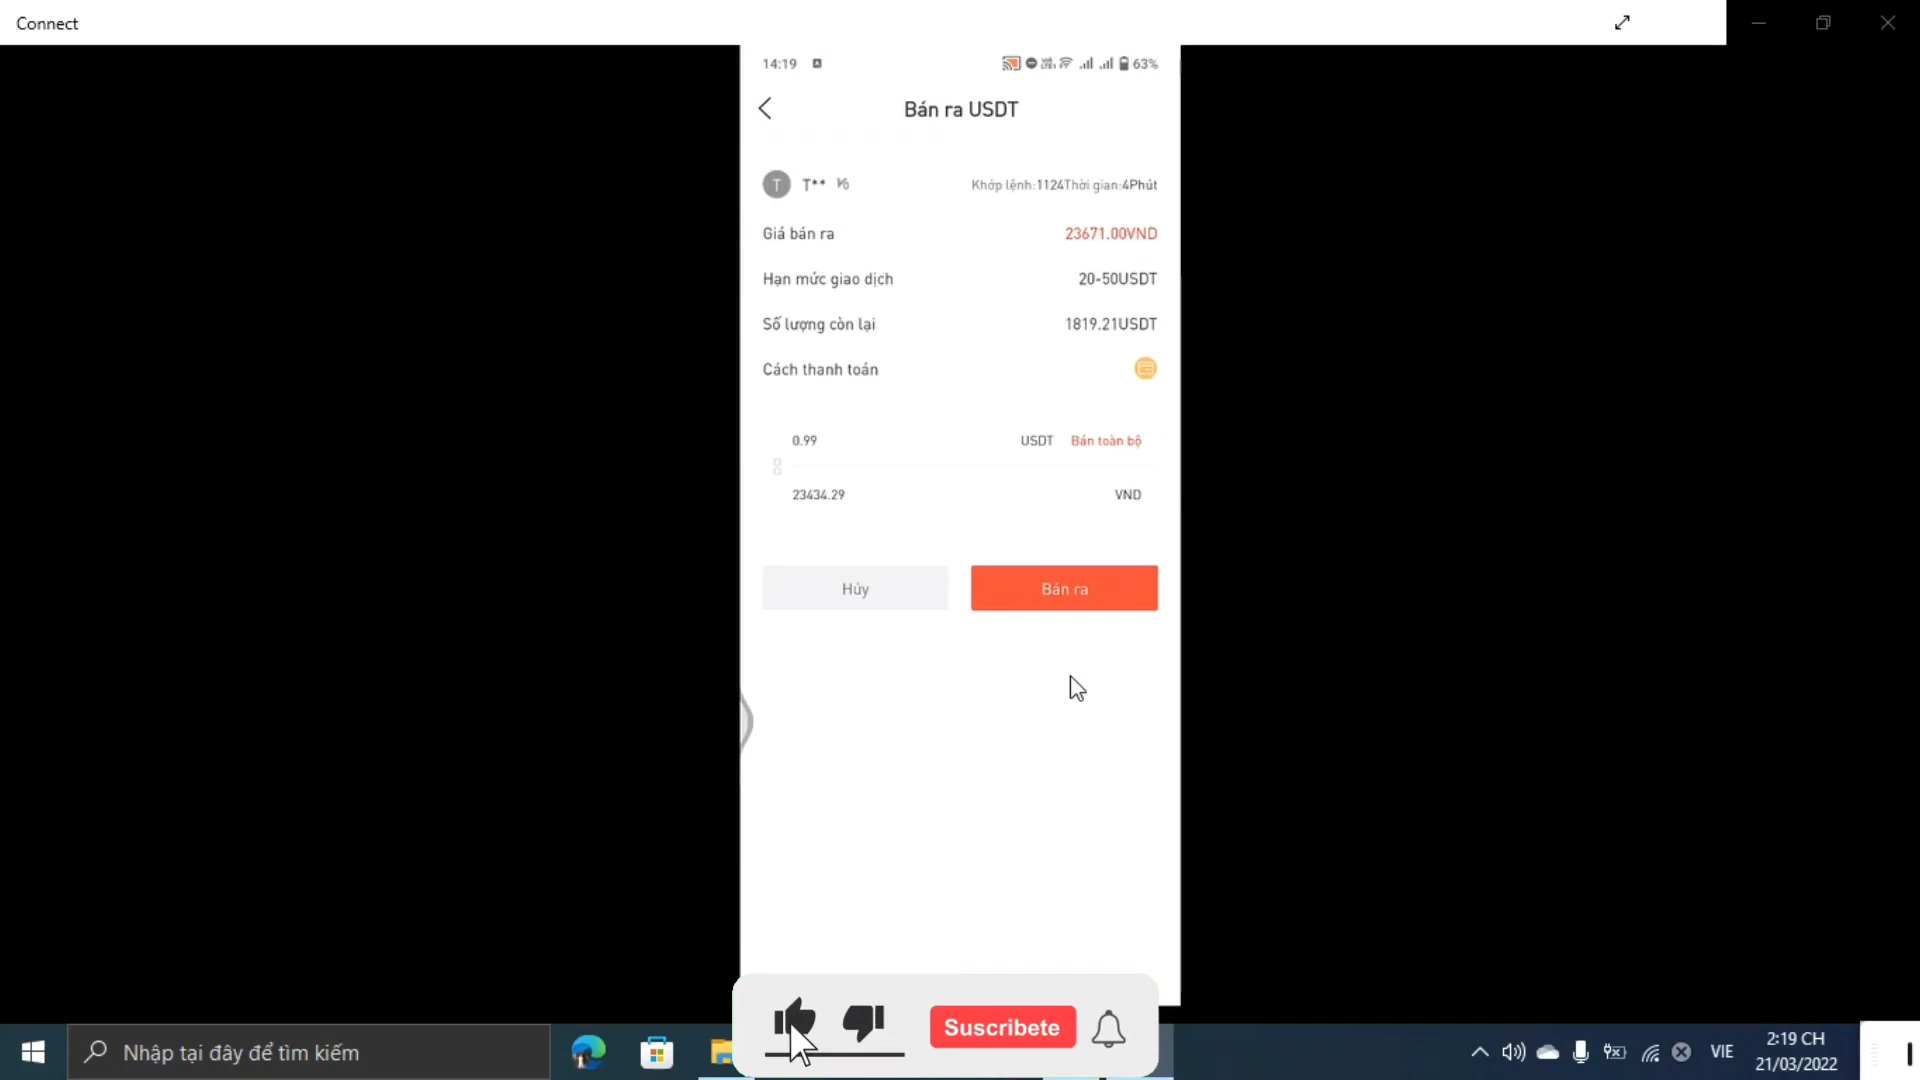 Connect
14:19
63%
Bán ra USDT
T T** Khớp lệnh:1124Thời gian:4Phút
Giá bán ra 23671.00VND
Hạn mức giao dịch 20-50USDT
Số lượng còn lại 1819.21USDT
Cách thanh toán
0.99 USDT Bán toàn bộ
23434.29 VND
Hủy Bán ra
Suscribete
Nhập tại đây để tìm kiếm
VIE
2:19 CH
21/03/2022